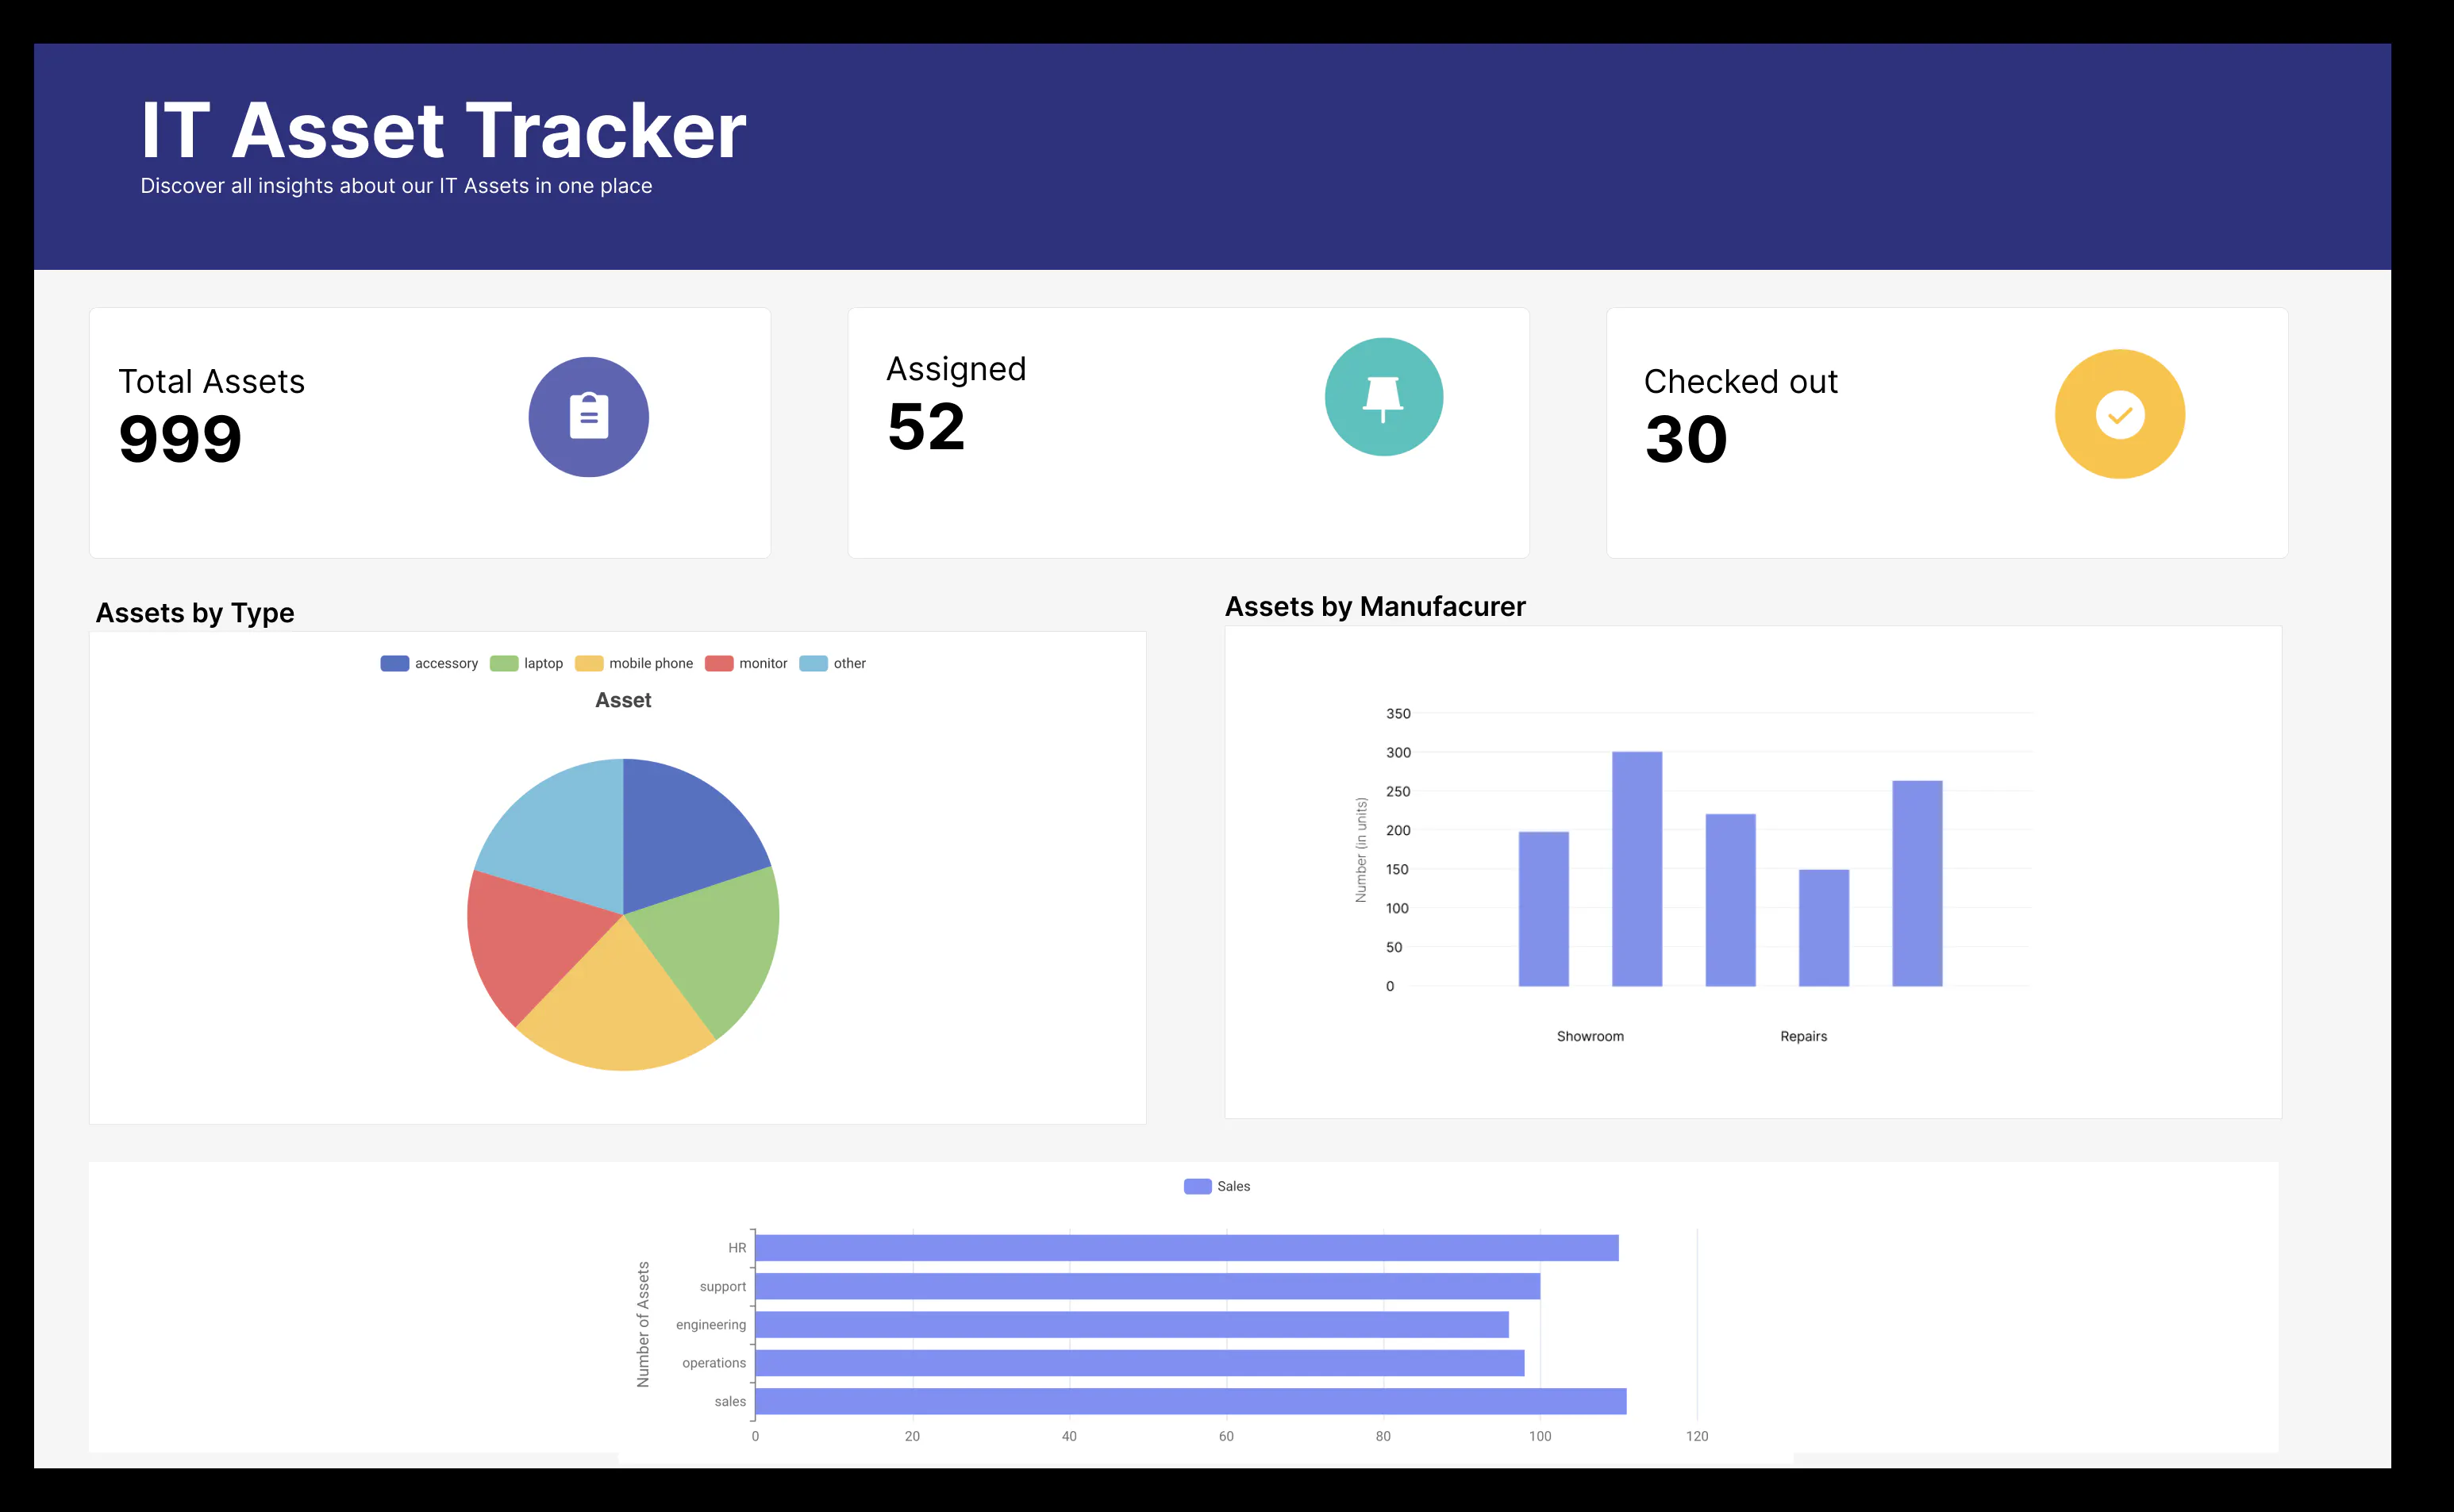 IT Asset Tracker
Discover all insights about our IT Assets in one place
Total Assets
999
Assigned
52
Checked out
30
Assets by Type
accessory laptop mobile phone monitor other
Asset
Assets by Manufacurer
350
300
250
200
150
100
50
0
Number (in units)
Showroom Repairs
Sales
Number of Assets
HR
support
engineering
operations
sales
0 20 40 60 80 100 120